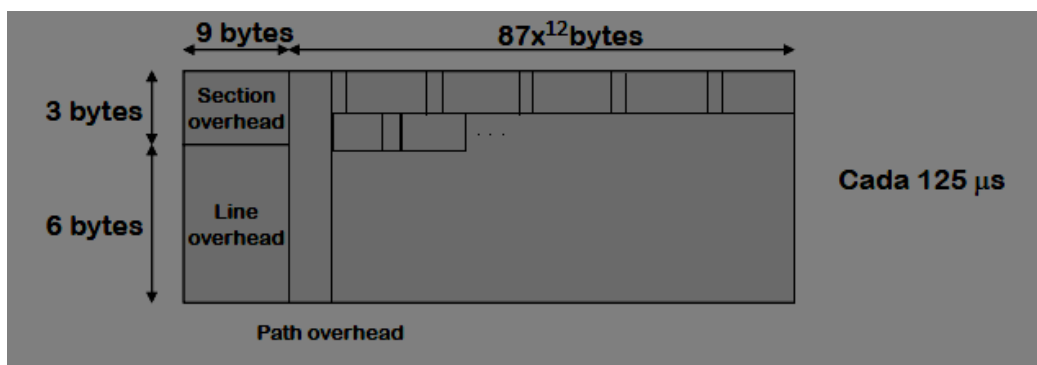 9 bytes
87x12bytes
3 bytes
Section
overhead
. . .
Cada 125 μs
6 bytes
Line
overhead
Path overhead